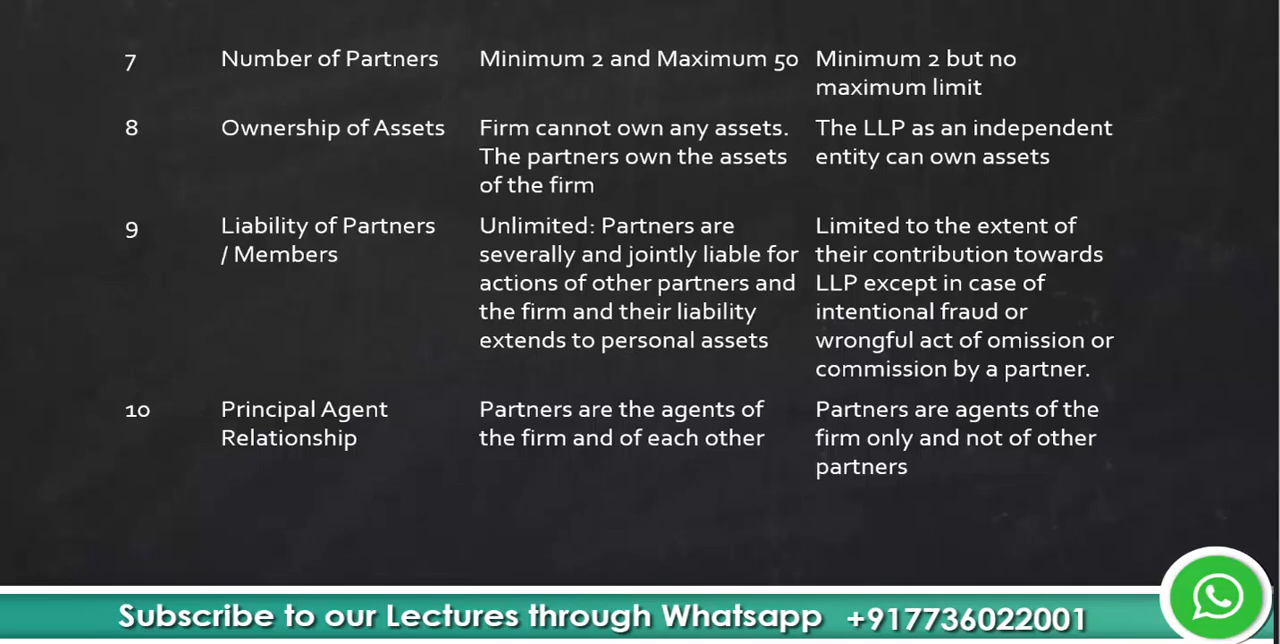 7 Number of Partners Minimum 2 and Maximum 50 Minimum 2 but no
maximum limit
8 Ownership of Assets Firm cannot own any assets. The LLP as an independent
The partners own the assets entity can own assets
of the firm
9 Liability of Partners Unlimited: Partners are Limited to the extent of
/ Members severally and jointly liable for their contribution towards
actions of other partners and LLP except in case of
the firm and their liability intentional fraud or
extends to personal assets wrongful act of omission or
commission by a partner.
10 Principal Agent Partners are the agents of Partners are agents of the
Relationship the firm and of each other firm only and not of other
partners
Subscribe to our Lectures through Whatsapp +917736022001